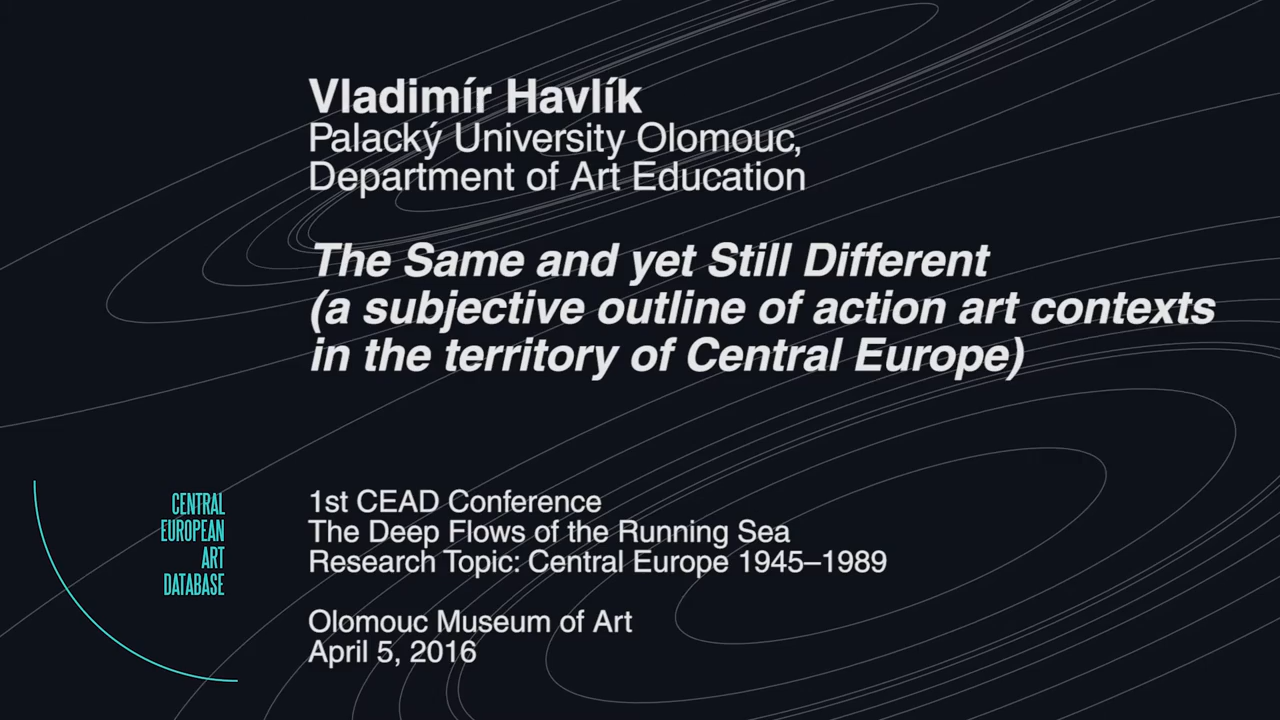 Vladimír Havlík
Palacký University Olomouc,
Department of Art Education
The Same and yet Still Different
(a subjective outline of action art contexts
in the territory of Central Europe)
CENTRAL
EUROPEAN
ART
DATABASE
1st CEAD Conference
The Deep Flows of the Running Sea
Research Topic: Central Europe 1945–1989
Olomouc Museum of Art
April 5, 2016